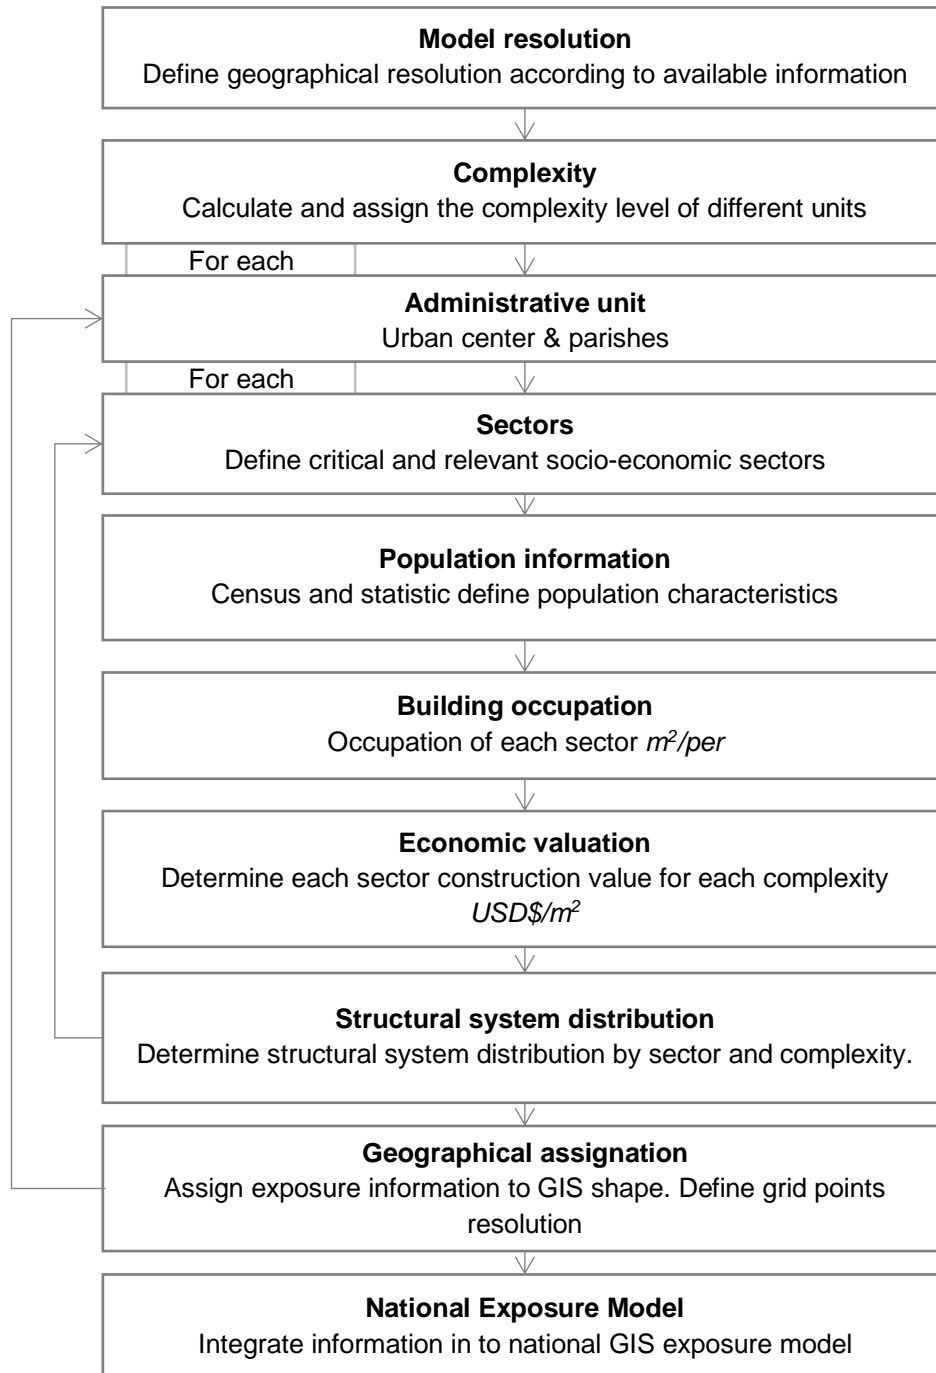 Model resolution
Define geographical resolution according to available information
Complexity
Calculate and assign the complexity level of different units
For each
Administrative unit
Urban center & parishes
For each
Sectors
Define critical and relevant socio-economic sectors
Population information
Census and statistic define population characteristics
Building occupation
Occupation of each sector m²/per
Economic valuation
Determine each sector construction value for each complexity
USD$/m²
Structural system distribution
Determine structural system distribution by sector and complexity.
Geographical assignation
Assign exposure information to GIS shape. Define grid points
resolution
National Exposure Model
Integrate information in to national GIS exposure model